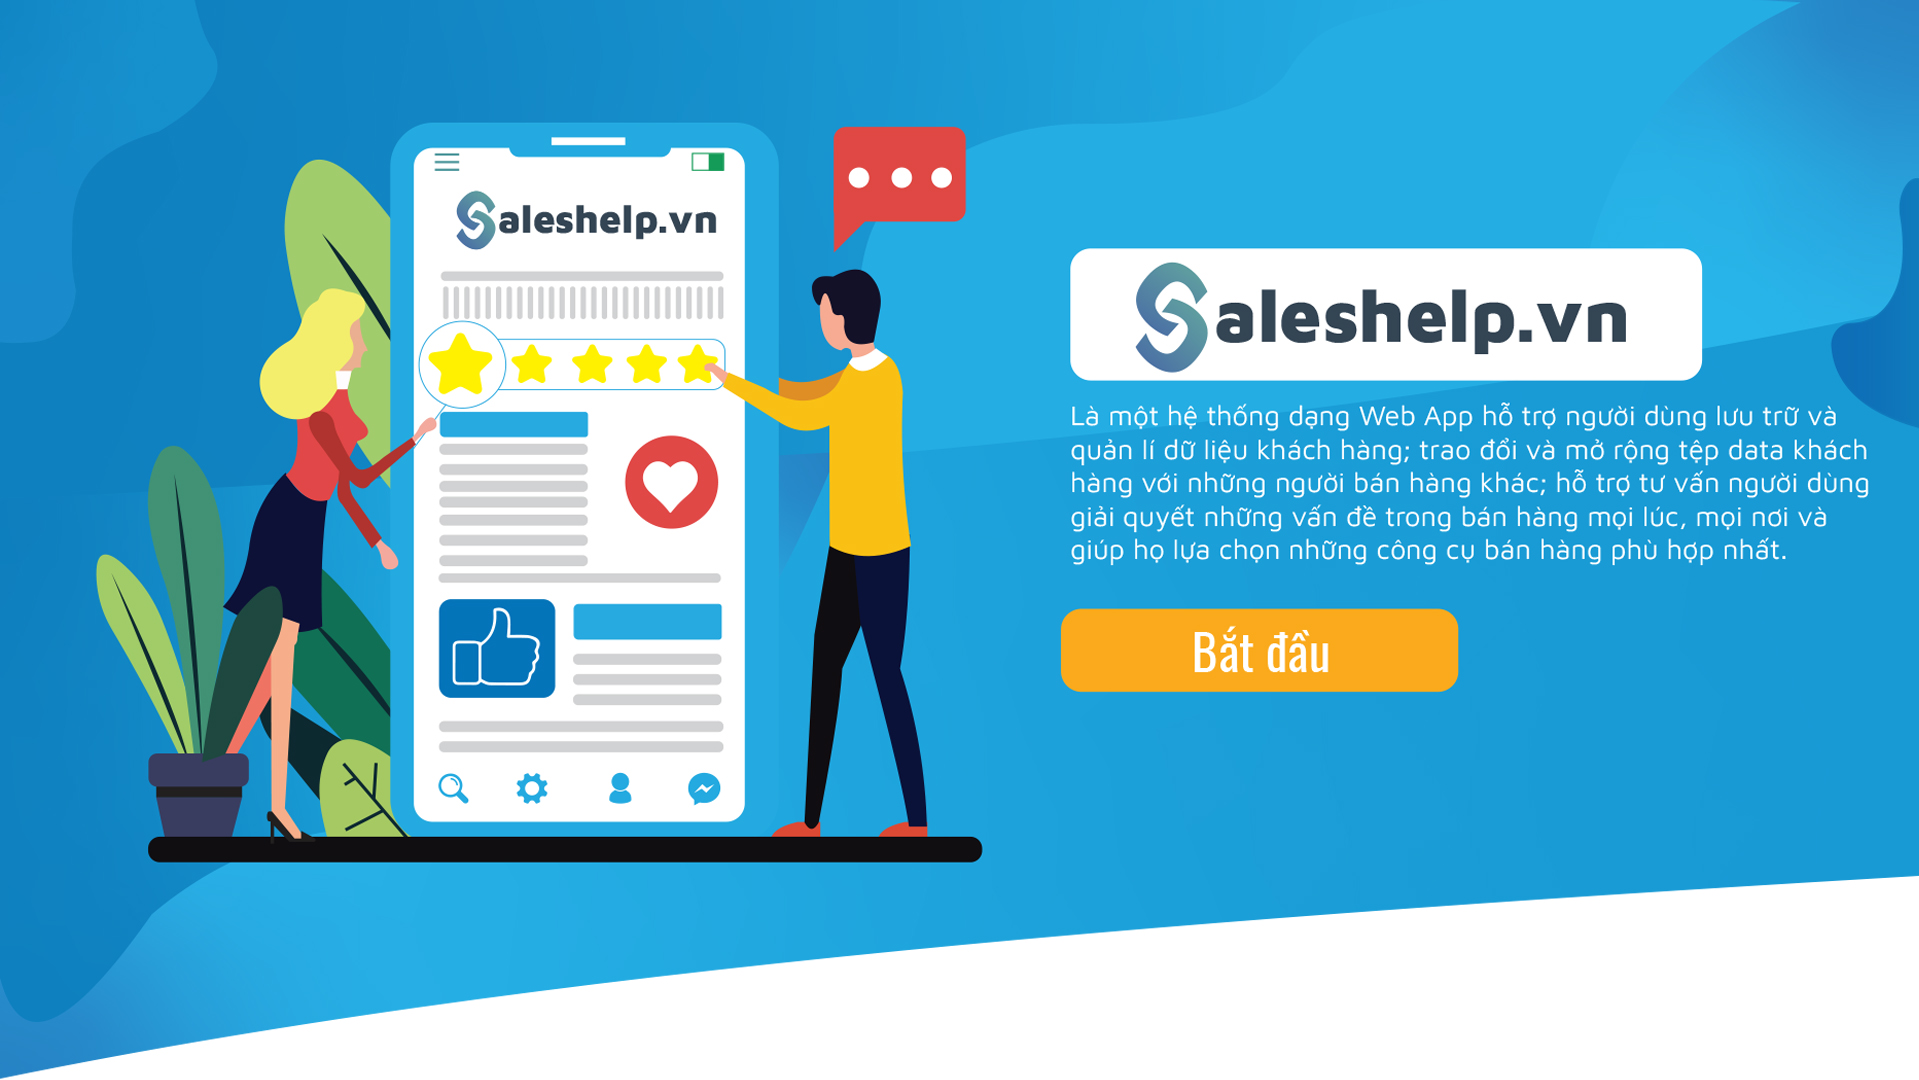 Saleshelp.vn
Saleshelp.vn
Là một hệ thống dạng Web App hỗ trợ người dùng lưu trữ và
quản lí dữ liệu khách hàng; trao đổi và mở rộng tệp data khách
hàng với những người bán hàng khác; hỗ trợ tư vấn người dùng
giải quyết những vấn đề trong bán hàng mọi lúc, mọi nơi và
giúp họ lựa chọn những công cụ bán hàng phù hợp nhất.
Bắt đầu